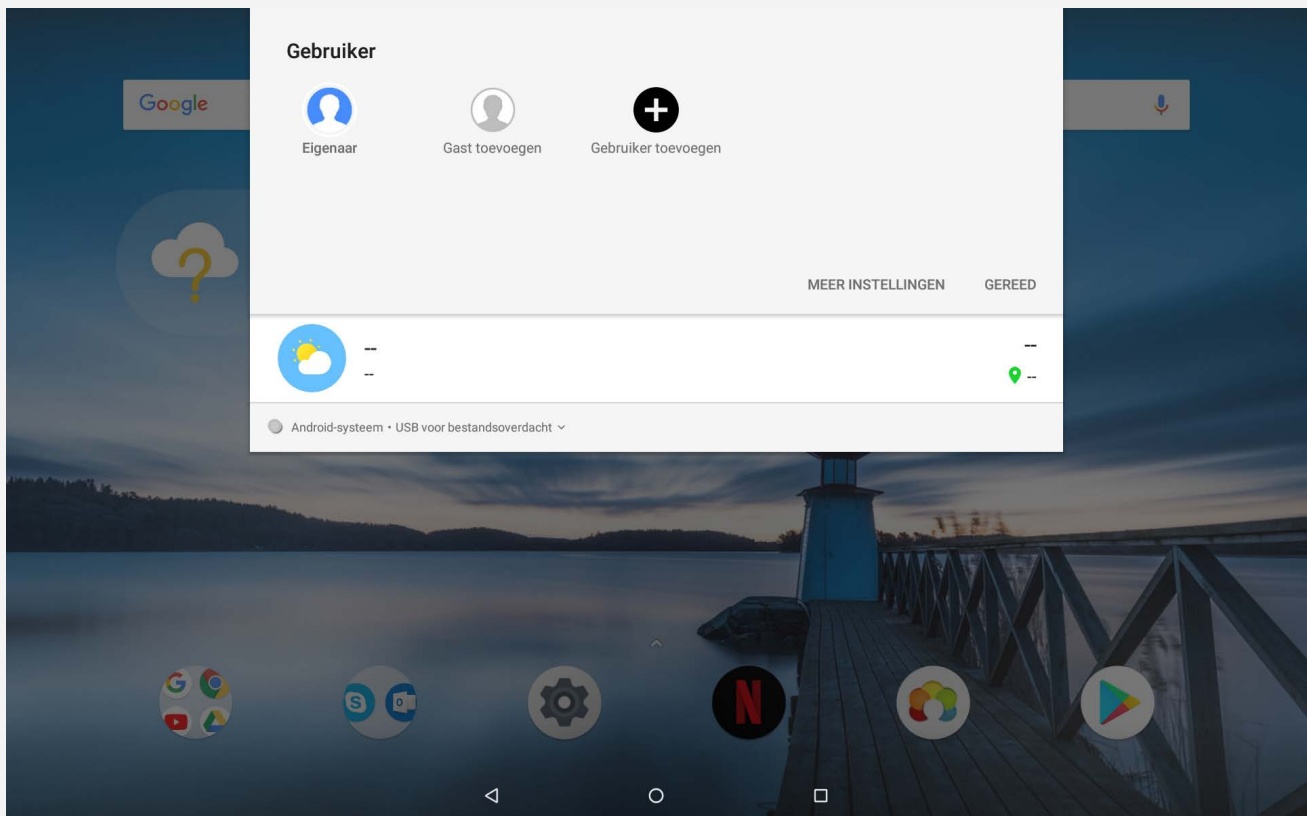 Gebruiker
Google
Eigenaar
Gast toevoegen
Gebruiker toevoegen
?
MEER INSTELLINGEN
GEREED
-- --
-- --
Android-systeem • USB voor bestandsoverdacht
G
S
O
N